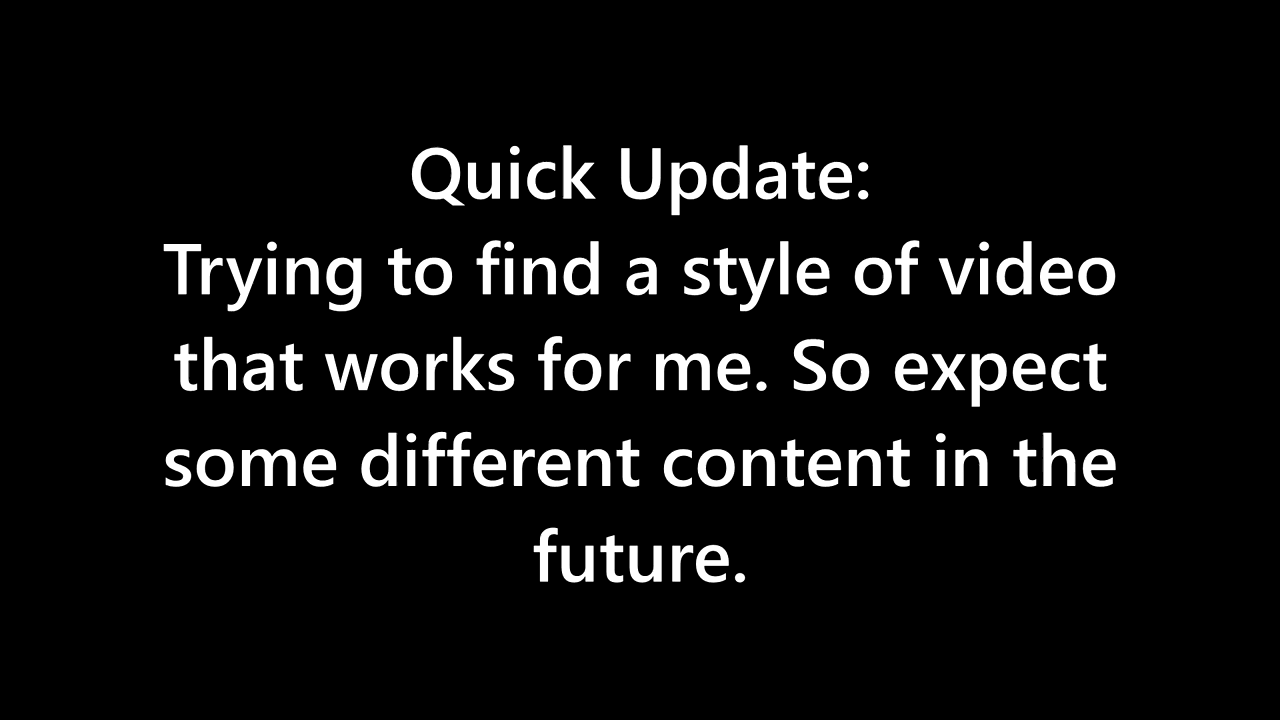 Quick Update:
Trying to find a style of video
that works for me. So expect
some different content in the
future.